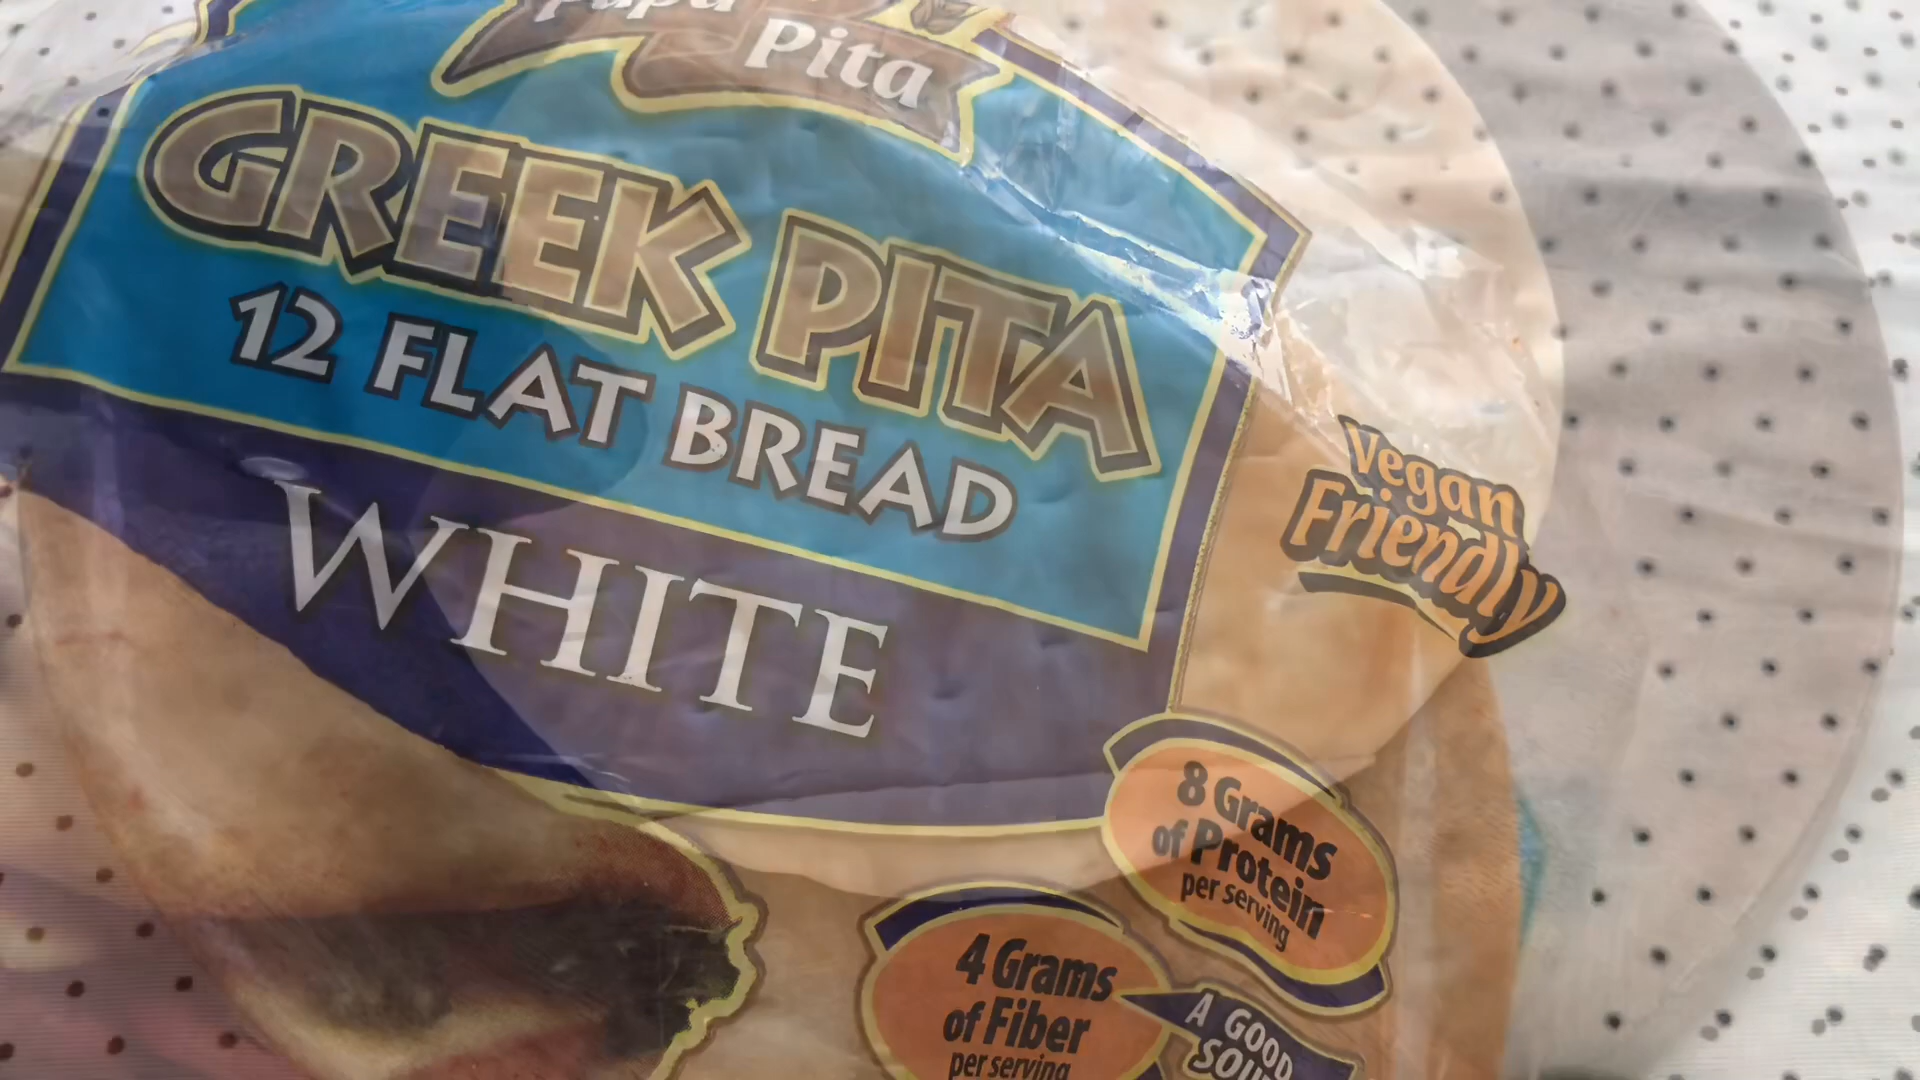 Papa
Pita
GREEK PITA
12 FLAT BREAD
WHITE
Vegan
Friendly
8 Grams
of Protein
per serving
4 Grams
of Fiber
per serving
A GOOD